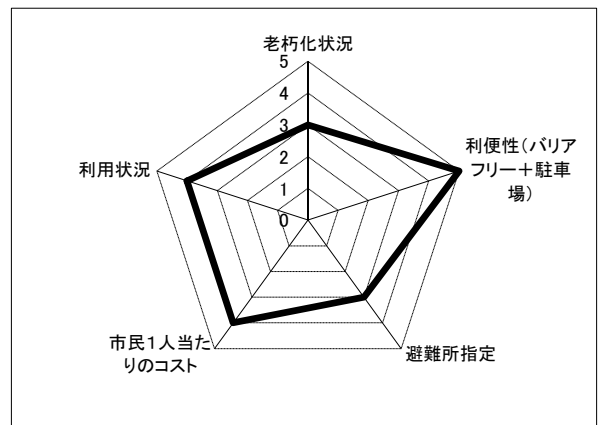 老朽化状況
5
4
3
2
1
0
利便性(バリア
フリー+駐車
場)
利用状況
市民1人当た
りのコスト
避難所指定